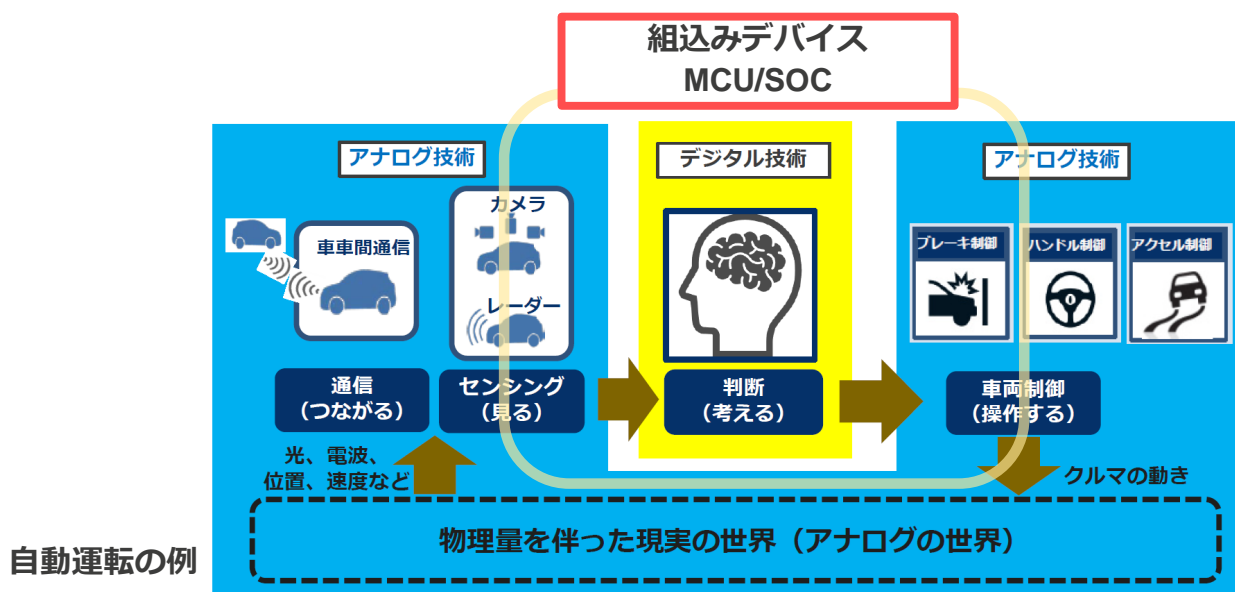 組込みデバイス
MCU/SOC
アナログ技術
デジタル技術
アナログ技術
車車間通信
カメラ
レーダー
ブレーキ制御
ハンドル制御
アクセル制御
通信
(つながる)
センシング
(見る)
判断
(考える)
車両制御
(操作する)
光、電波、
位置、速度など
クルマの動き
物理量を伴った現実の世界(アナログの世界)
自動運転の例